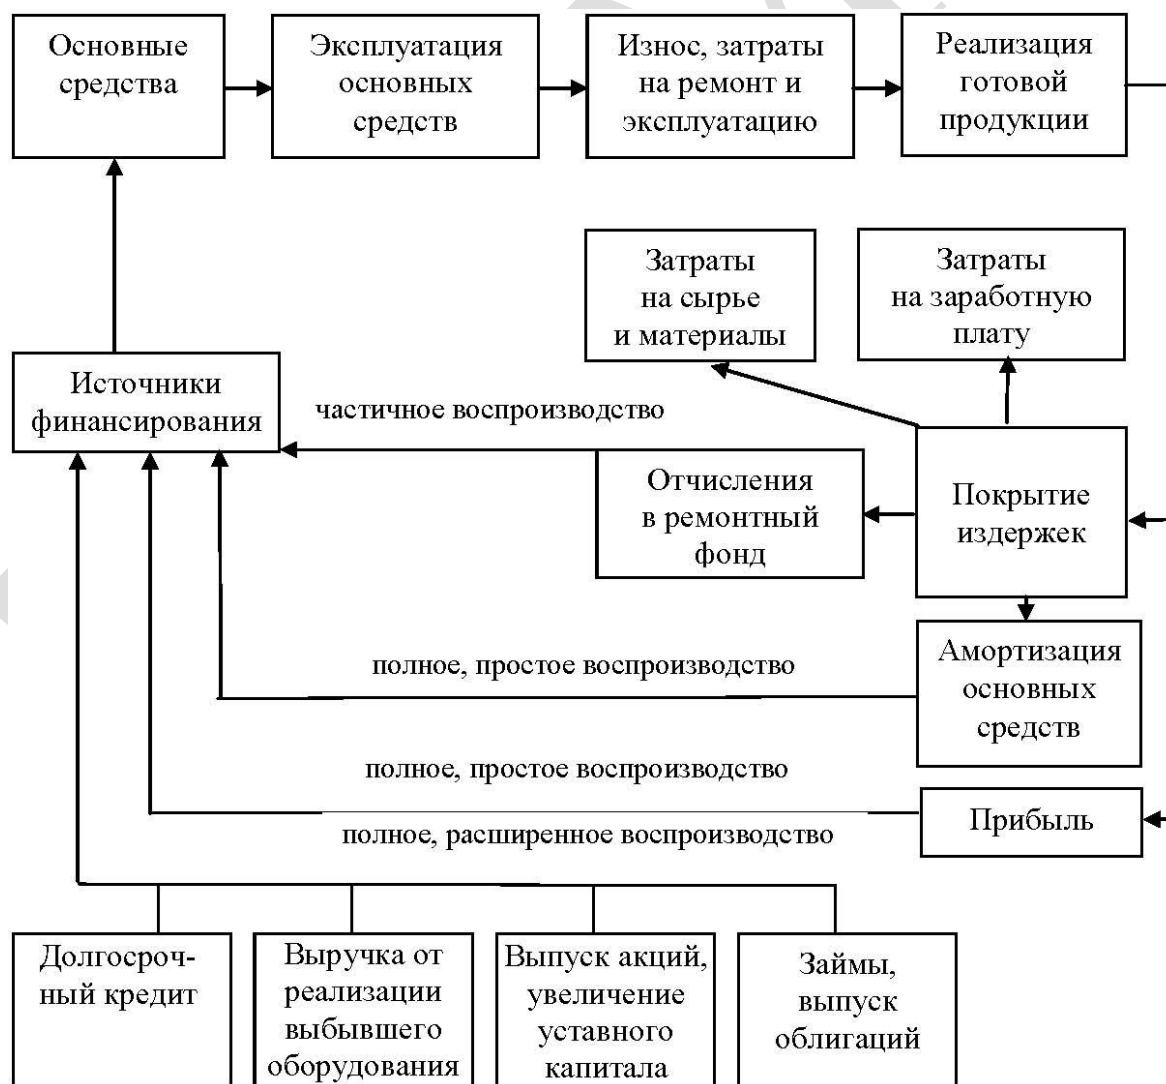 Основные
средства
Эксплуатация
основных
средств
Износ, затраты
на ремонт и
эксплуатацию
Реализация
готовой
продукции
Затраты
на сырье
и материалы
Затраты
на заработную
плату
Источники
финансирования
частичное воспроизводство
Отчисления
в ремонтный
фонд
Покрытие
издержек
полное, простое воспроизводство
Амортизация
основных
средств
полное, простое воспроизводство
Прибыль
полное, расширенное воспроизводство
Долгосроч-
ный кредит
Выручка от
реализации
выбывшего
оборудования
Выпуск акций,
увеличение
уставного
капитала
Займы,
выпуск
облигаций